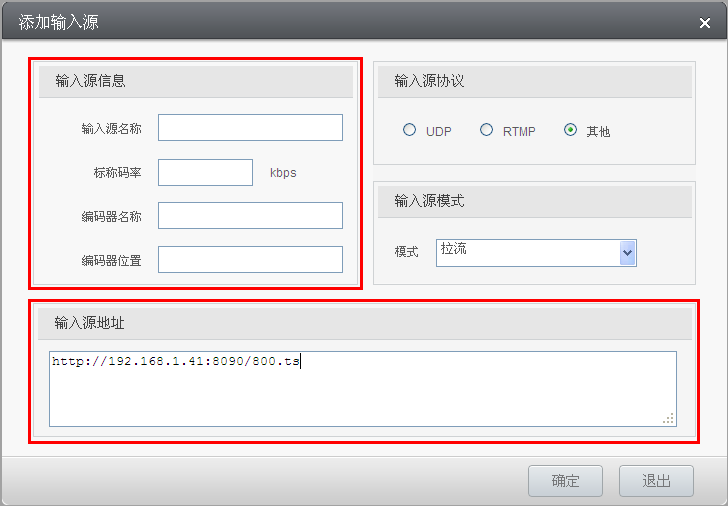 添加输入源
输入源信息
输入源名称
标称码率 kbps
编码器名称
编码器位置
输入源协议
UDP RTMP 其他
输入源模式
模式 拉流
输入源地址
http://192.168.1.41:8090/800.ts
确定 退出